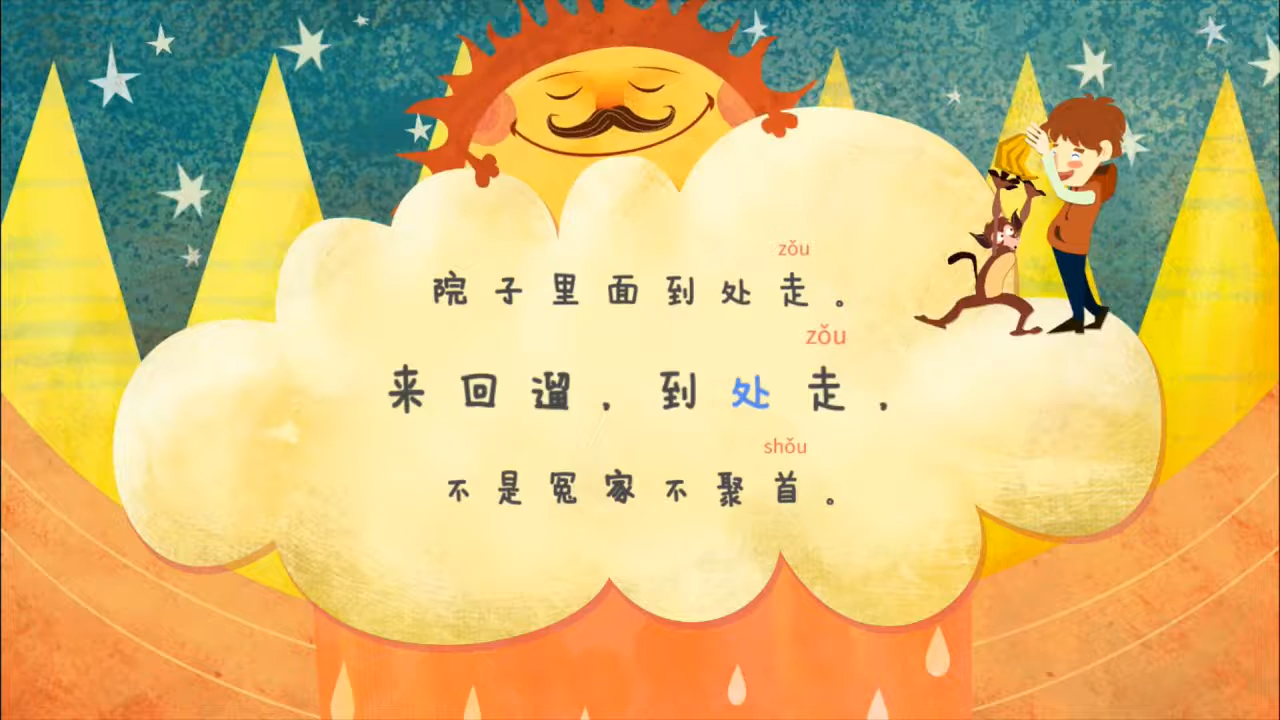 zǒu
院子里面到处走。
zǒu
来回遛，到处走，
shǒu
不是冤家不聚首。